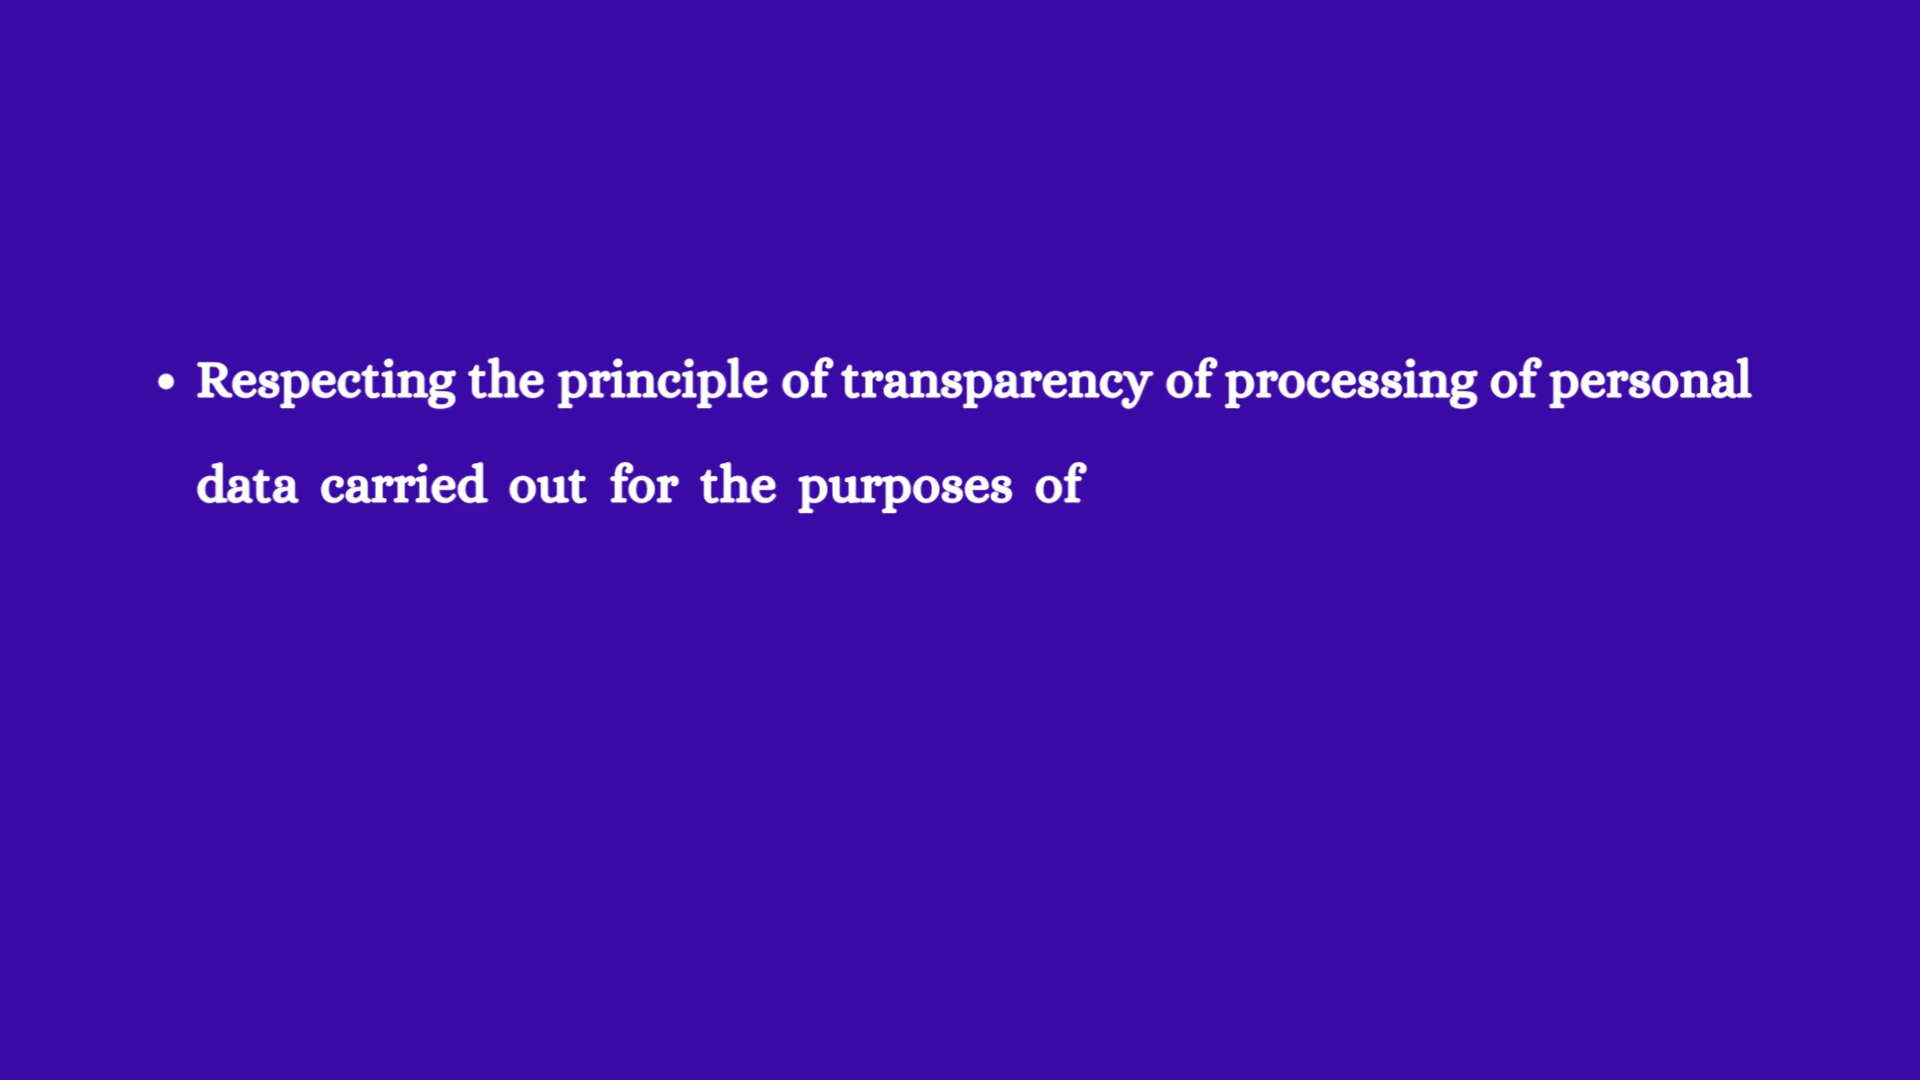 • Respecting the principle of transparency of processing of personal
data carried out for the purposes of